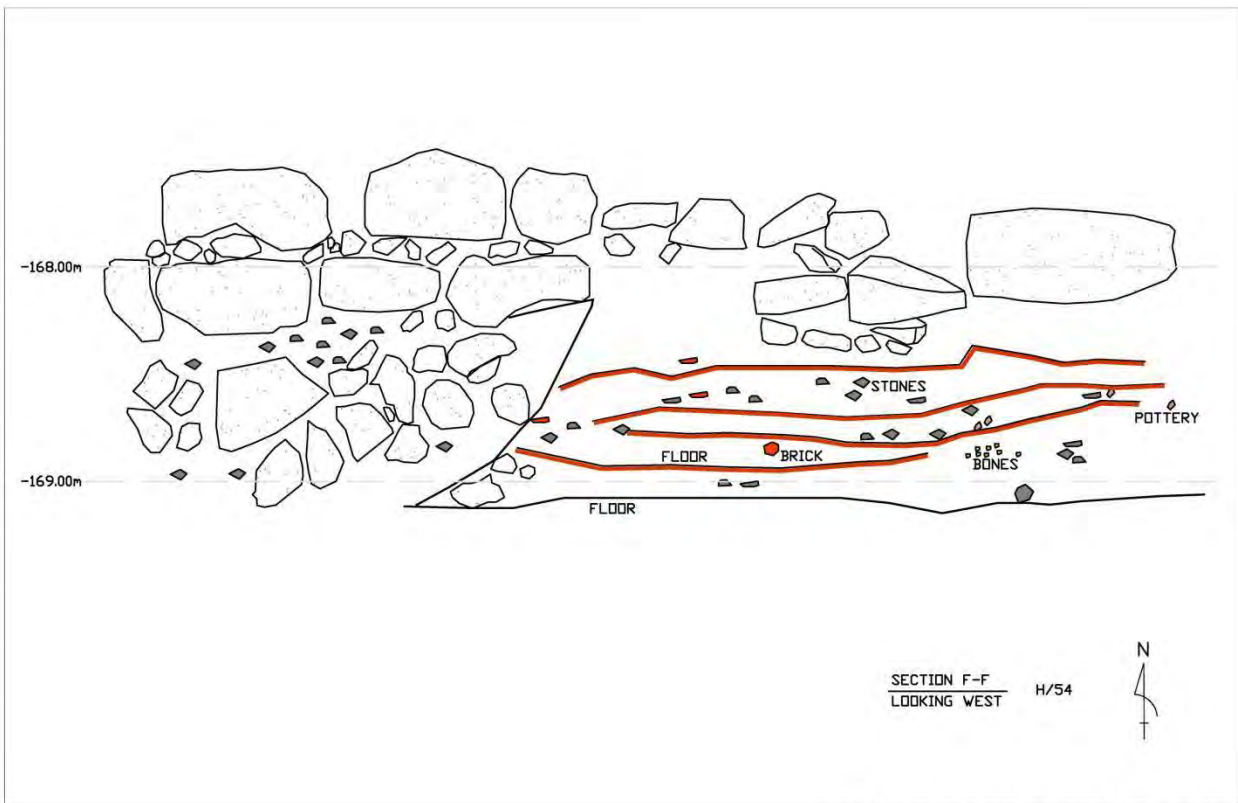 -168.00m
STONES
POTTERY
FLOOR
BRICK
BONES
-169.00m
FLOOR
N
SECTION F-F
LOOKING WEST
H/54